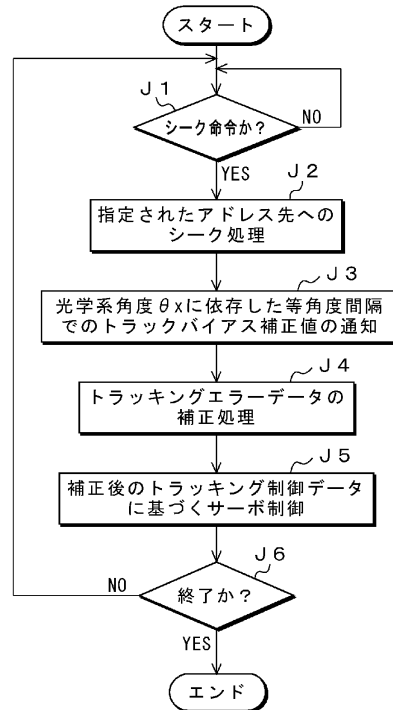 スタート
J1
シーク命令か?
NO
YES
J2
指定されたアドレス先への
シーク処理
J3
光学系角度θxに依存した等角度間隔
でのトラックバイアス補正値の通知
J4
トラッキングエラーデータの
補正処理
J5
補正後のトラッキング制御データ
に基づくサーボ制御
J6
NO
終了か?
YES
エンド